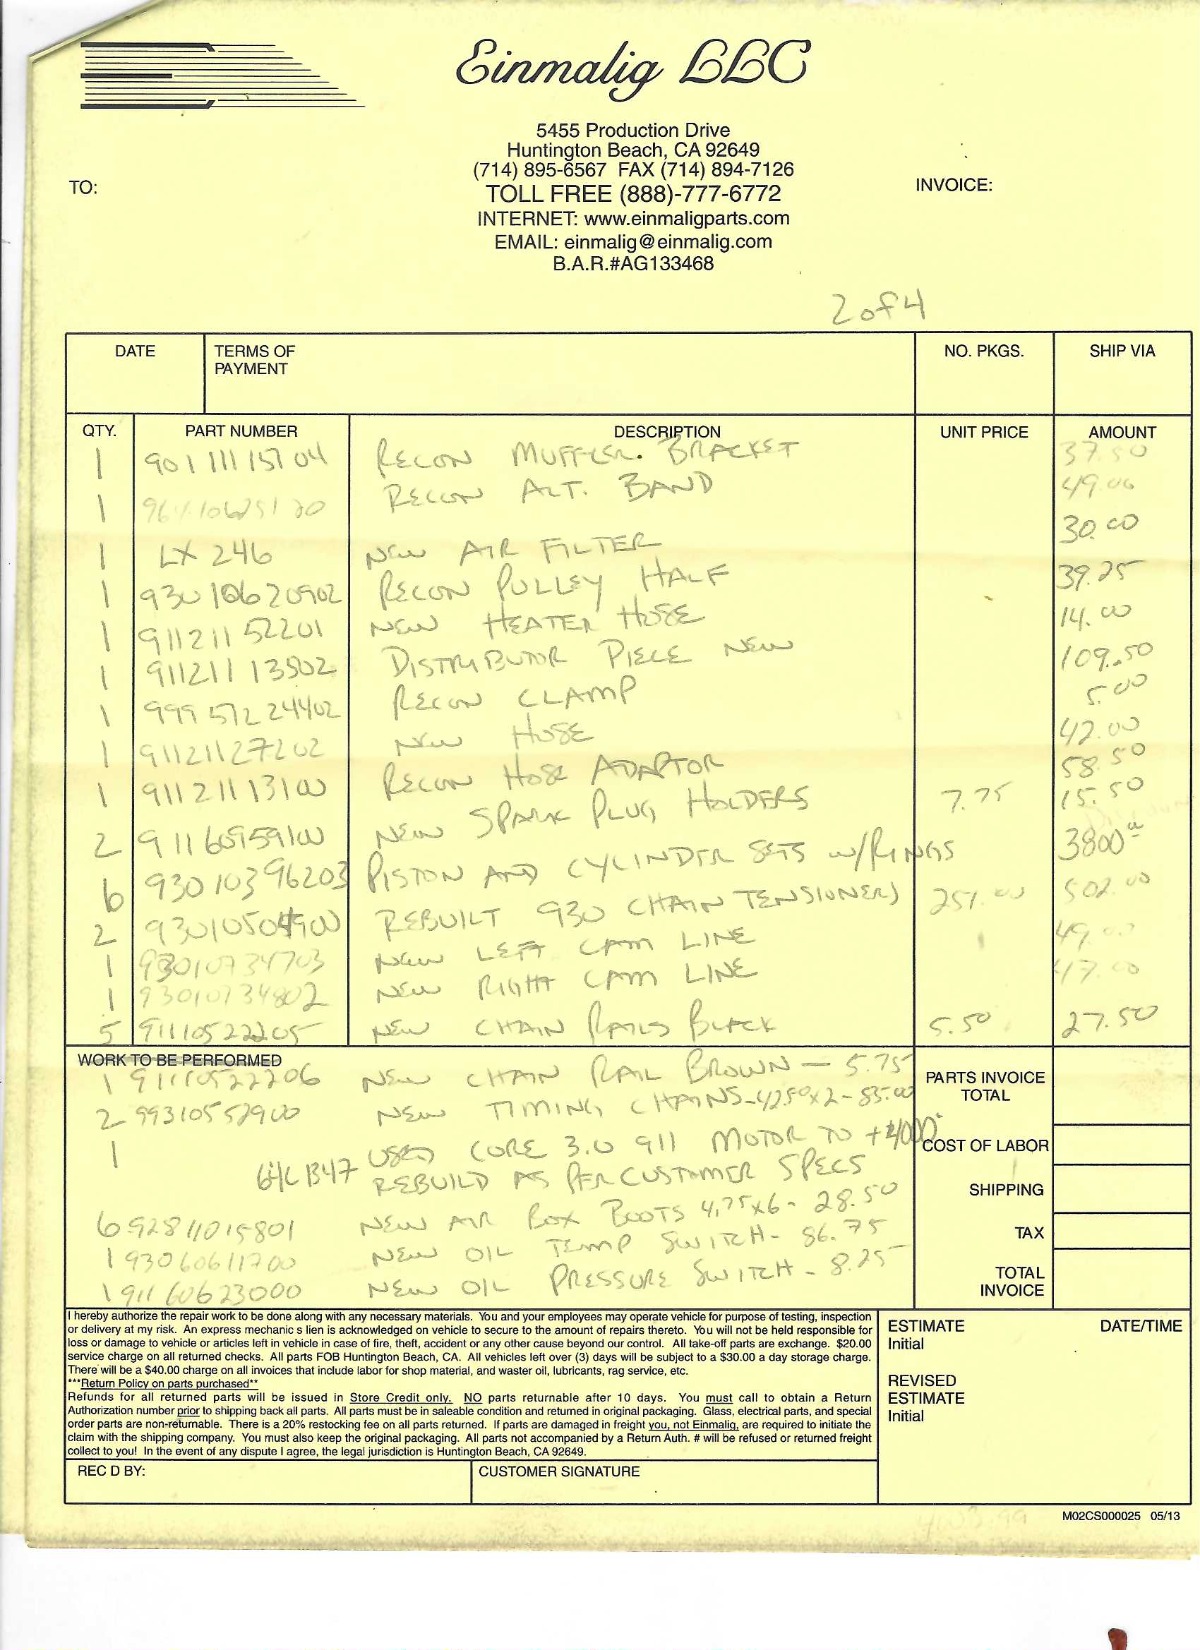 Einmalig LLC
5455 Production Drive
Huntington Beach, CA 92649
(714) 895-6567 FAX (714) 894-7126
TO:
INVOICE:
TOLL FREE (888)-777-6772
INTERNET: www.einmaligparts.com
EMAIL: einmalig@einmalig.com
B.A.R.#AG133468
2 of 4
DATE TERMS OF PAYMENT NO. PKGS. SHIP VIA
QTY. PART NUMBER DESCRIPTION UNIT PRICE AMOUNT
1 901 111 157 04 RECON MUFFLER. BRACKET 37.50
1 RECON ALT. BAND 49.00
1 LX 246 NEW AIR FILTER 30.00
1 93010620902 RECON PULLEY HALF 39.25
1 91121152201 NEW HEATER HOSE 14.00
1 91121113502 DISTRIBUTOR PIECE NEW 109.50
1 99951224402 RECON CLAMP 5.00
1 91121127202 NEW HOSE 42.00
1 91121113100 RECON HOSE ADAPTOR 58.50
2 91160959100 NEW SPARK PLUG HOLDERS 7.75 15.50
6 93010396203 PISTON AND CYLINDER SETS W/RINGS 3800.00
2 93010504900 REBUILT 930 CHAIN TENSIONERS 251.00 502.00
1 93010734703 NEW LEFT CAM LINE 49.00
1 93010734802 NEW RIGHT CAM LINE 47.00
5 91110522205 NEW CHAIN RAILS BLACK 5.50 27.50
WORK TO BE PERFORMED
1 91110522206 NEW CHAIN RAIL BROWN — 5.75
2 99310552900 NEW TIMING CHAINS - 42.50 x 2 - 85.00
1 USED CORE 3.0 911 MOTOR TO +4000
REBUILD AS PER CUSTOMER SPECS
6 92811015801 NEW AIR BOX BOOTS 4.75 x 6 - 28.50
1 93060611700 NEW OIL TEMP SWITCH - 86.75
1 91160623000 NEW OIL PRESSURE SWITCH - 8.25
PARTS INVOICE TOTAL
COST OF LABOR
SHIPPING
TAX
TOTAL INVOICE
I hereby authorize the repair work to be done along with any necessary materials. You and your employees may operate vehicle for purpose of testing, inspection
or delivery at my risk. An express mechanic s lien is acknowledged on vehicle to secure to the amount of repairs thereto. You will not be held responsible for
loss or damage to vehicle or articles left in vehicle in case of fire, theft, accident or any other cause beyond our control. All take-off parts are exchange. $20.00
service charge on all returned checks. All parts FOB Huntington Beach, CA. All vehicles left over (3) days will be subject to a $30.00 a day storage charge.
There will be a $40.00 charge on all invoices that include labor for shop material, and waster oil, lubricants, rag service, etc.
***Return Policy on parts purchased**
Refunds for all returned parts will be issued in Store Credit only. NO parts returnable after 10 days. You must call to obtain a Return
Authorization number prior to shipping back all parts. All parts must be in saleable condition and returned in original packaging. Glass, electrical parts, and special
order parts are non-returnable. There is a 20% restocking fee on all parts returned. If parts are damaged in freight you, not Einmalig, are required to initiate the
claim with the shipping company. You must also keep the original packaging. All parts not accompanied by a Return Auth. # will be refused or returned freight
collect to you! In the event of any dispute I agree, the legal jurisdiction is Huntington Beach, CA 92649.
ESTIMATE DATE/TIME
Initial
REVISED
ESTIMATE
Initial
REC D BY: CUSTOMER SIGNATURE
M02CS000025 05/13